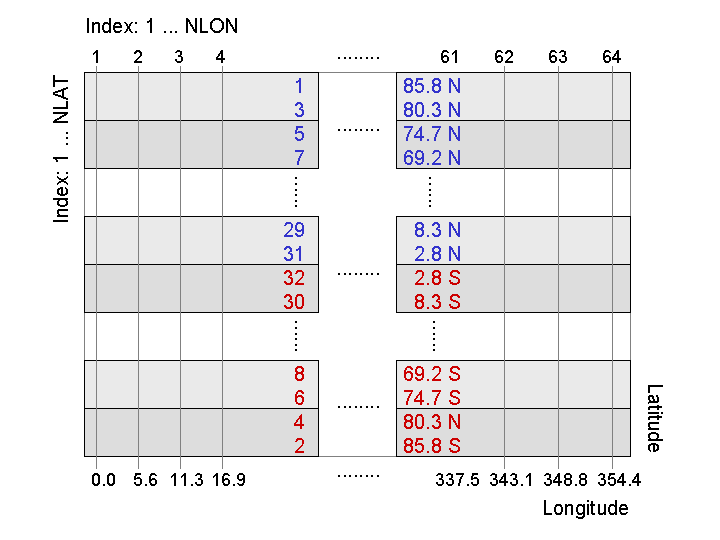 Index: 1 ... NLON
1 2 3 4 ........ 61 62 63 64
Index: 1 ... NLAT
1 85.8 N
3 80.3 N
........
5 74.7 N
7 69.2 N
...... ......
29 8.3 N
31 2.8 N
........
32 2.8 S
30 8.3 S
...... ......
8 69.2 S
6 74.7 S
........
4 80.3 N
2 85.8 S
Latitude
0.0 5.6 11.3 16.9 ........ 337.5 343.1 348.8 354.4
Longitude